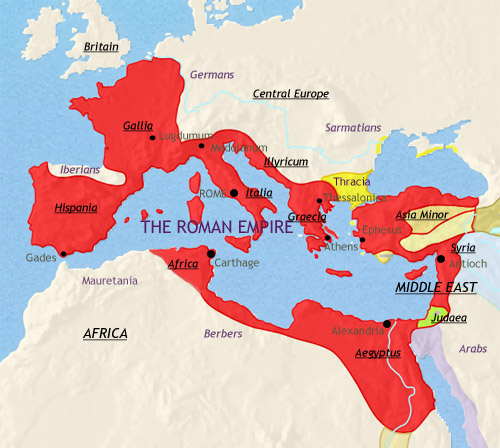 Britain
Germans
Central Europe
Gallia
Lugdumum
Sarmatians
Mediolanum
Illyricum
Iberians
Thracia
ROME
Italia
Thessalonica
Hispania
Graecia
Asia Minor
THE ROMAN EMPIRE
Ephesus
Athens
Syria
Gades
Africa
Carthage
Antioch
Mauretania
MIDDLE EAST
AFRICA
Berbers
Alexandria
Judaea
Aegyptus
Arabs